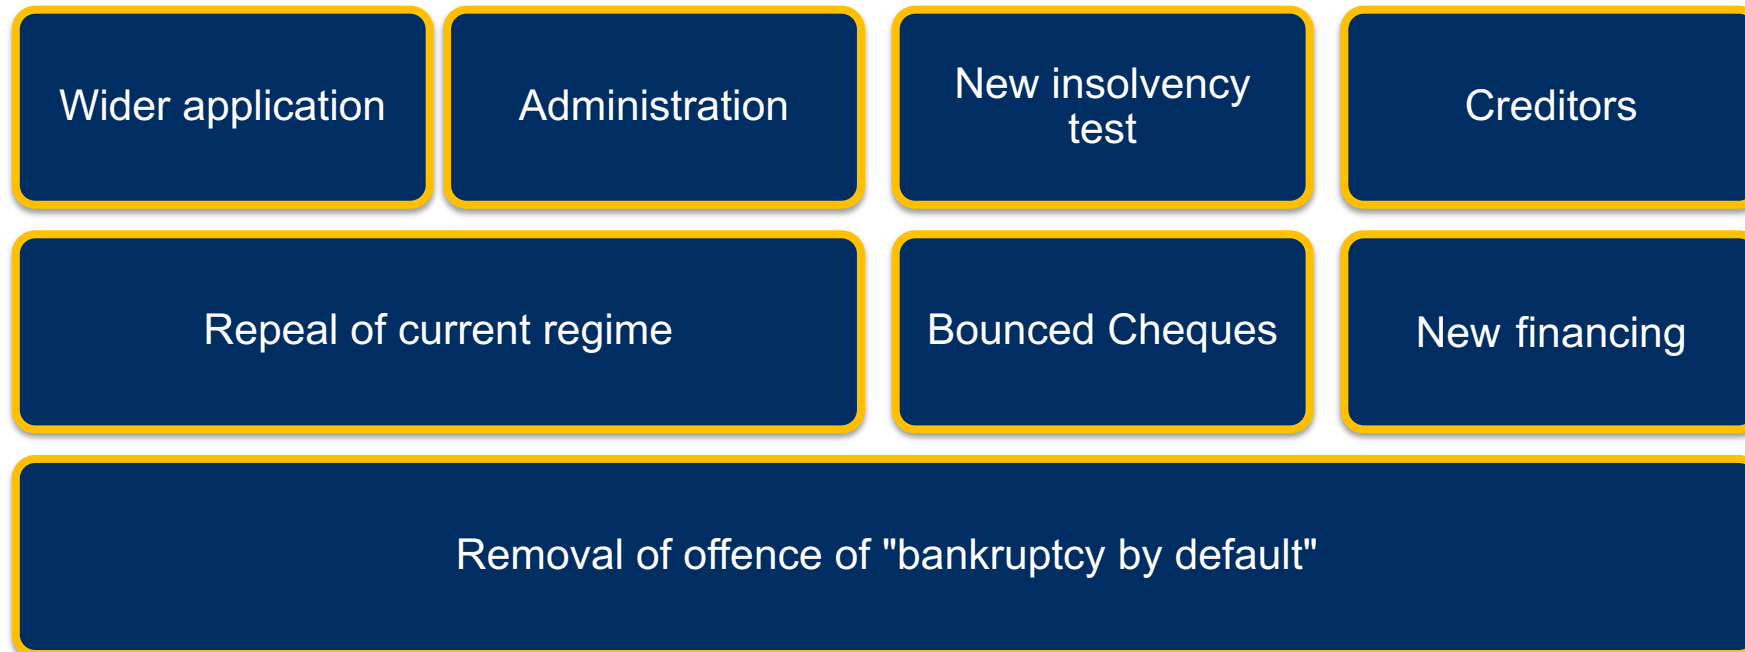 Wider application
Administration
New insolvency
test
Creditors
Repeal of current regime
Bounced Cheques
New financing
Removal of offence of "bankruptcy by default"